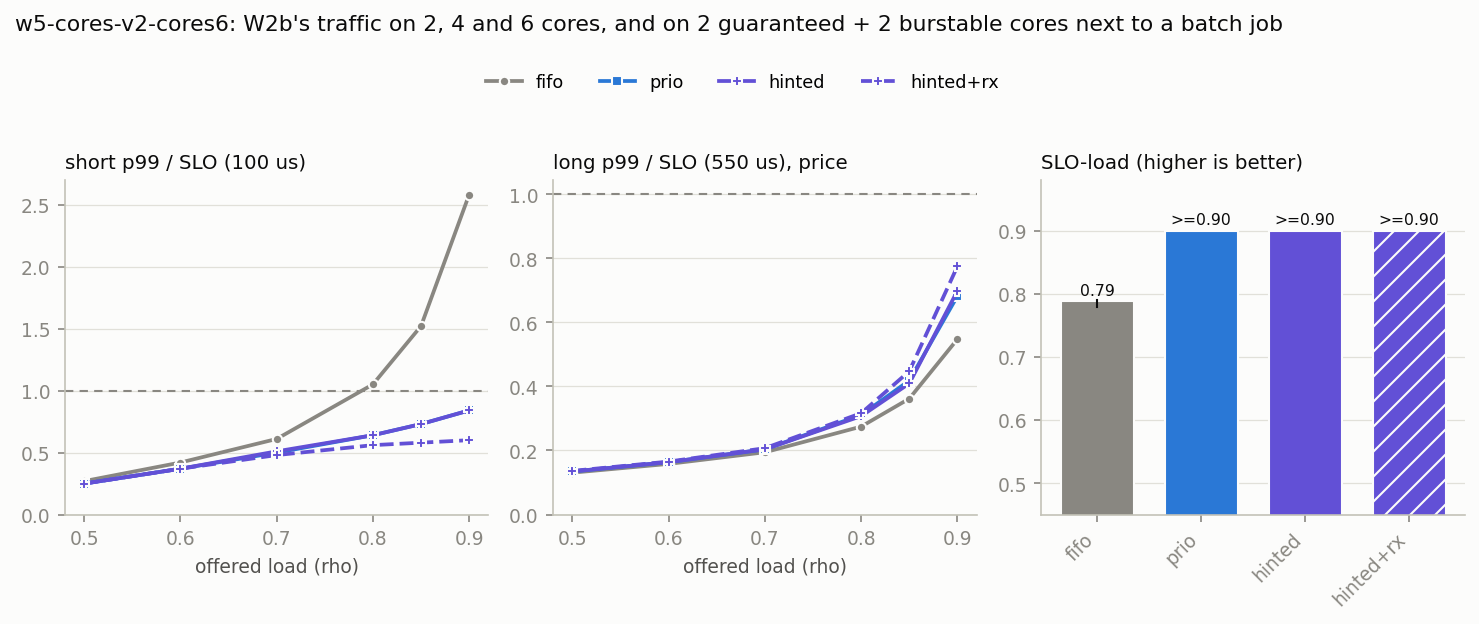 w5-cores-v2-cores6: W2b's traffic on 2, 4 and 6 cores, and on 2 guaranteed + 2 burstable cores next to a batch job
fifo prio hinted hinted+rx
short p99 / SLO (100 us)
2.5
2.0
1.5
1.0
0.5
0.0
0.5 0.6 0.7 0.8 0.9
offered load (rho)
long p99 / SLO (550 us), price
1.0
0.8
0.6
0.4
0.2
0.0
0.5 0.6 0.7 0.8 0.9
offered load (rho)
SLO-load (higher is better)
0.9
0.8
0.7
0.6
0.5
0.79
>=0.90
>=0.90
>=0.90
fifo
prio
hinted
hinted+rx